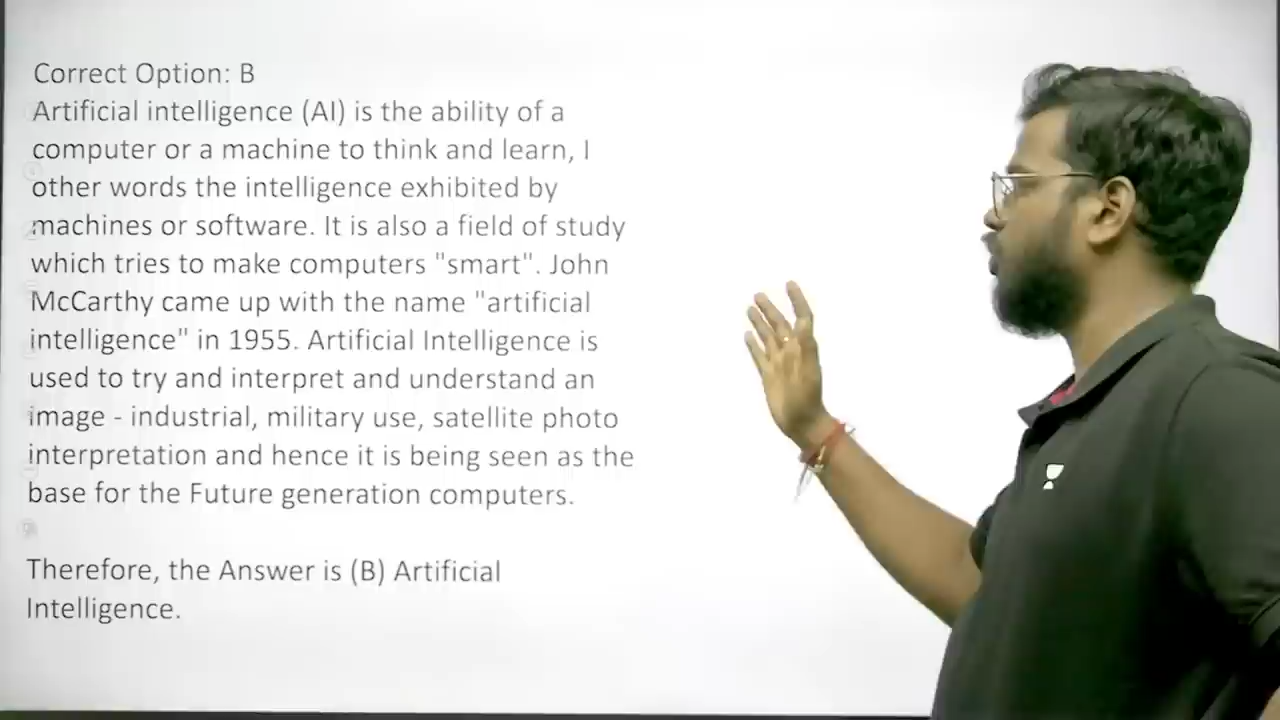 Correct Option: B
Artificial intelligence (AI) is the ability of a
computer or a machine to think and learn, I
other words the intelligence exhibited by
machines or software. It is also a field of study
which tries to make computers "smart". John
McCarthy came up with the name "artificial
intelligence" in 1955. Artificial Intelligence is
used to try and interpret and understand an
image - industrial, military use, satellite photo
interpretation and hence it is being seen as the
base for the Future generation computers.
Therefore, the Answer is (B) Artificial
Intelligence.